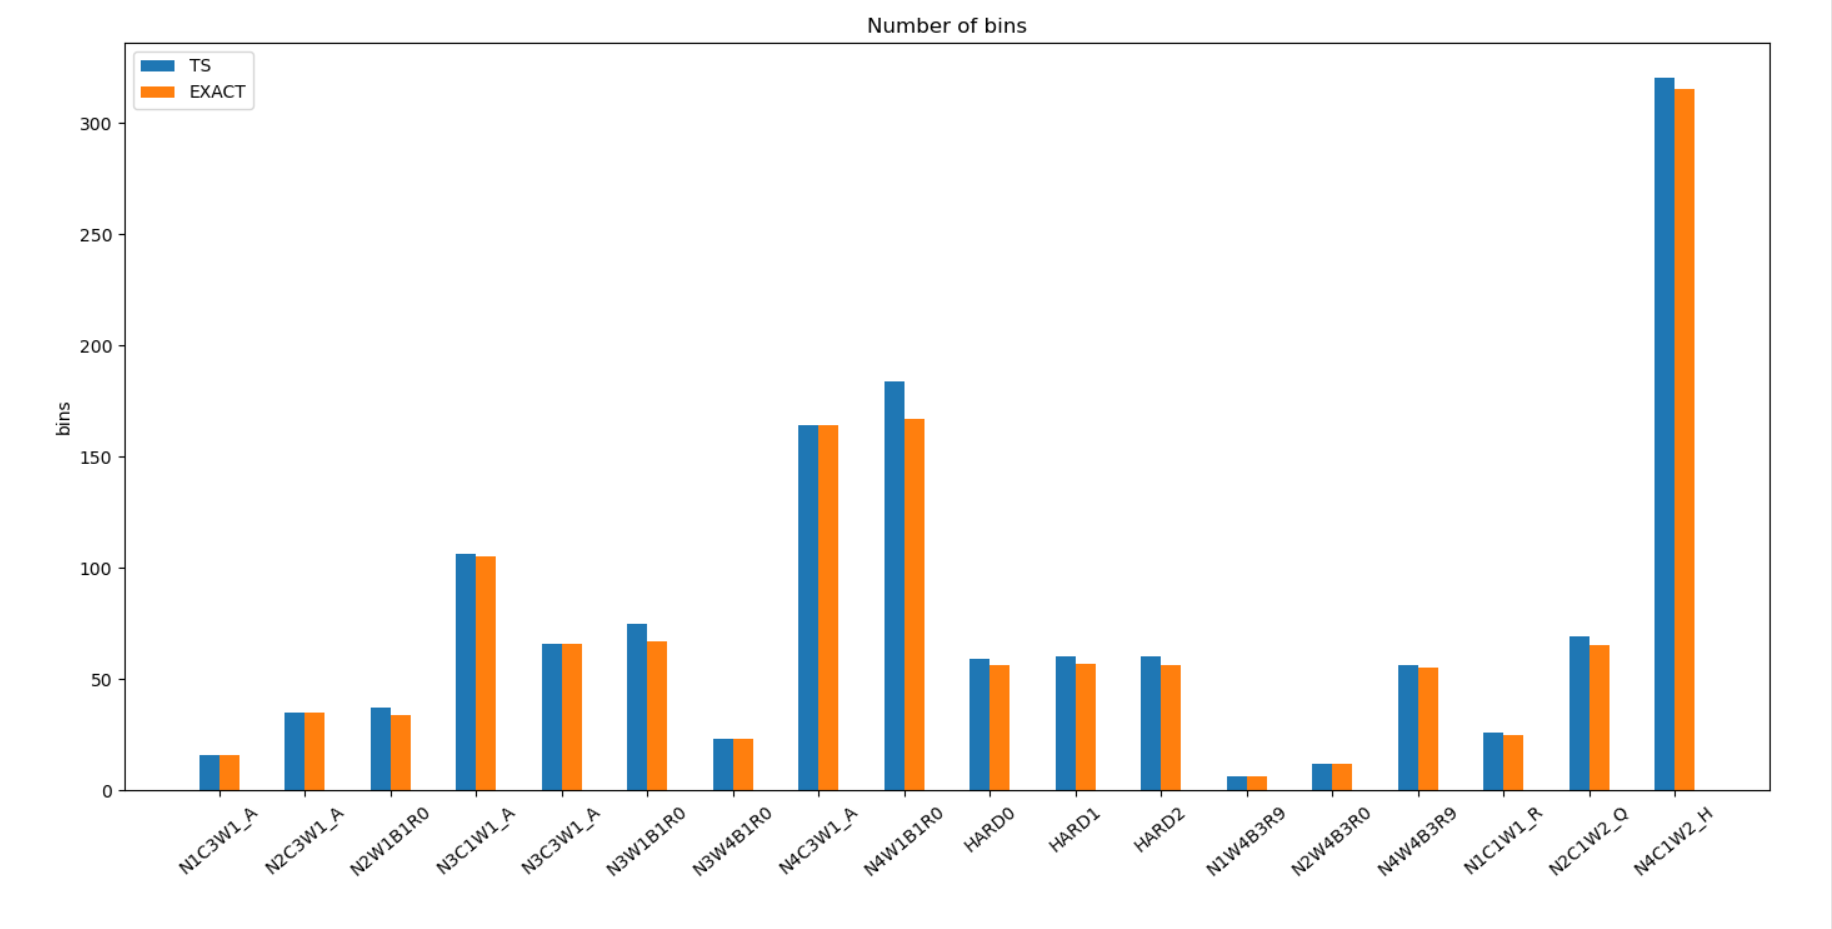 Number of bins
TS
EXACT
300
250
200
150
100
50
0
bins
N1C3W1_A
N2C3W1_A
N2W1B1R0
N3C1W1_A
N3C3W1_A
N3W1B1R0
N3W4B1R0
N4C3W1_A
N4W1B1R0
HARD0
HARD1
HARD2
N1W4B3R9
N2W4B3R0
N4W4B3R9
N1C1W1_R
N2C1W2_Q
N4C1W2_H